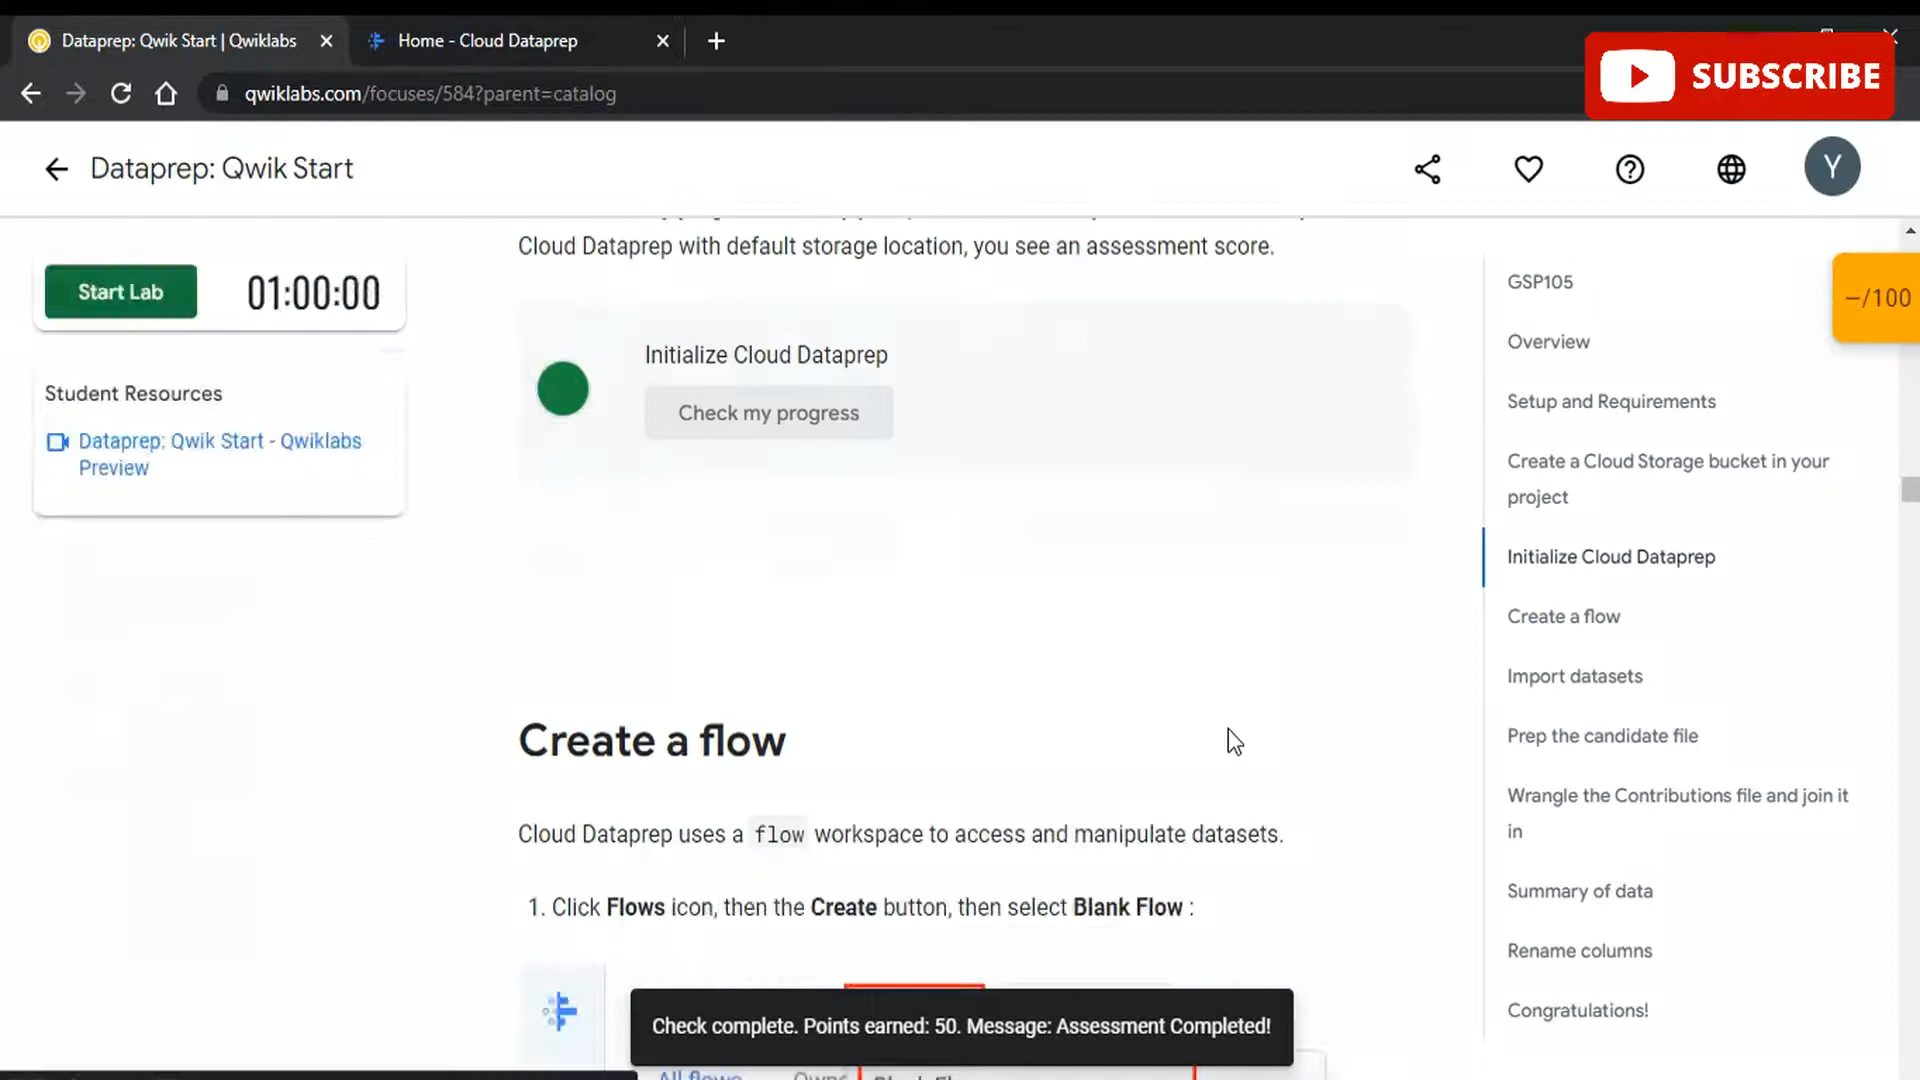 Dataprep: Qwik Start | Qwiklabs
Home - Cloud Dataprep
qwiklabs.com/focuses/584?parent=catalog
SUBSCRIBE
Dataprep: Qwik Start
Y
Start Lab
01:00:00
Student Resources
Dataprep: Qwik Start - Qwiklabs
Preview
Cloud Dataprep with default storage location, you see an assessment score.
Initialize Cloud Dataprep
Check my progress
Create a flow
Cloud Dataprep uses a flow workspace to access and manipulate datasets.
1. Click Flows icon, then the Create button, then select Blank Flow :
Check complete. Points earned: 50. Message: Assessment Completed!
All flows
GSP105
–/100
Overview
Setup and Requirements
Create a Cloud Storage bucket in your
project
Initialize Cloud Dataprep
Create a flow
Import datasets
Prep the candidate file
Wrangle the Contributions file and join it
in
Summary of data
Rename columns
Congratulations!